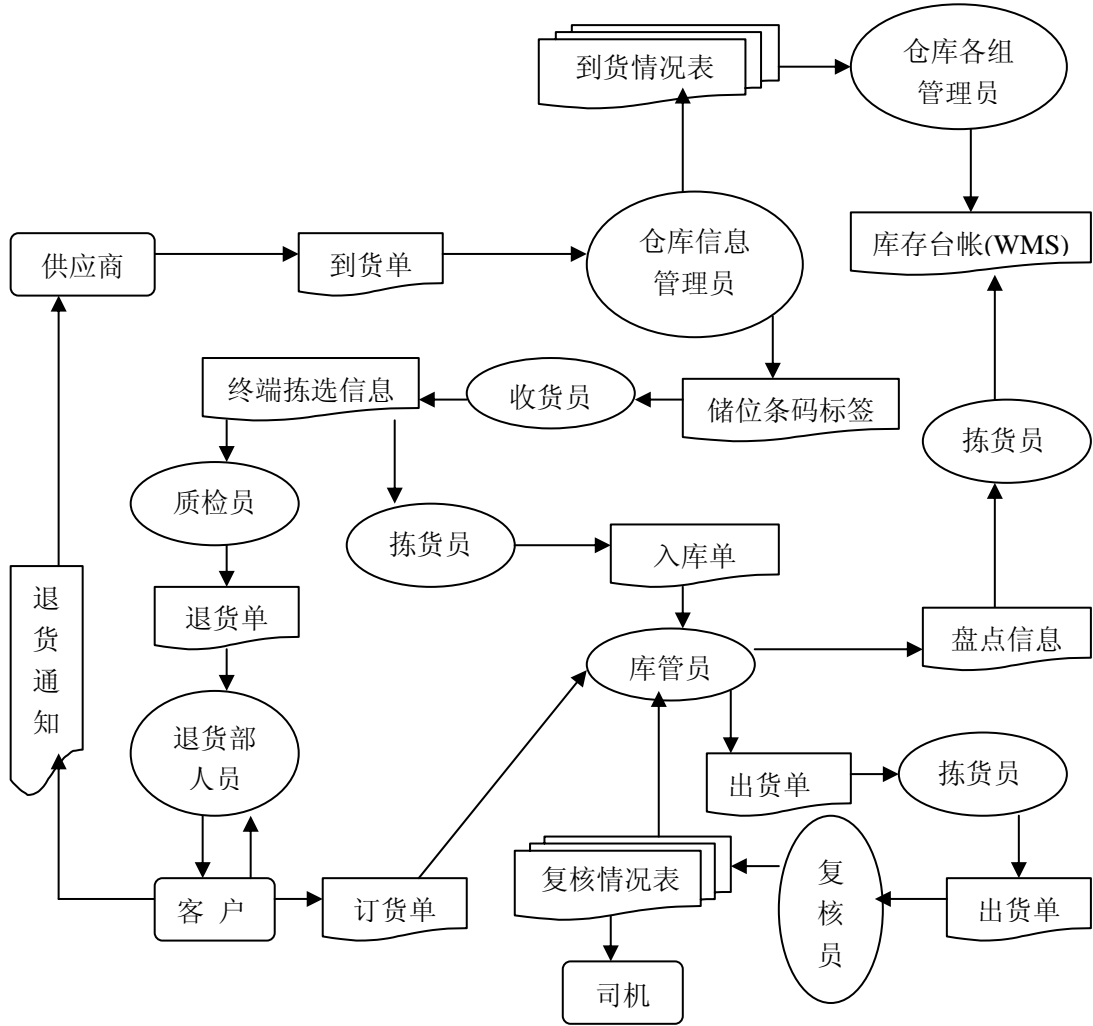 到货情况表
仓库各组
管理员
供应商
到货单
仓库信息
管理员
库存台帐(WMS)
终端拣选信息
收货员
储位条码标签
拣货员
质检员
拣货员
入库单
退货通知
退货单
库管员
盘点信息
退货部
人员
出货单
拣货员
客 户
订货单
复核情况表
复核员
出货单
司机